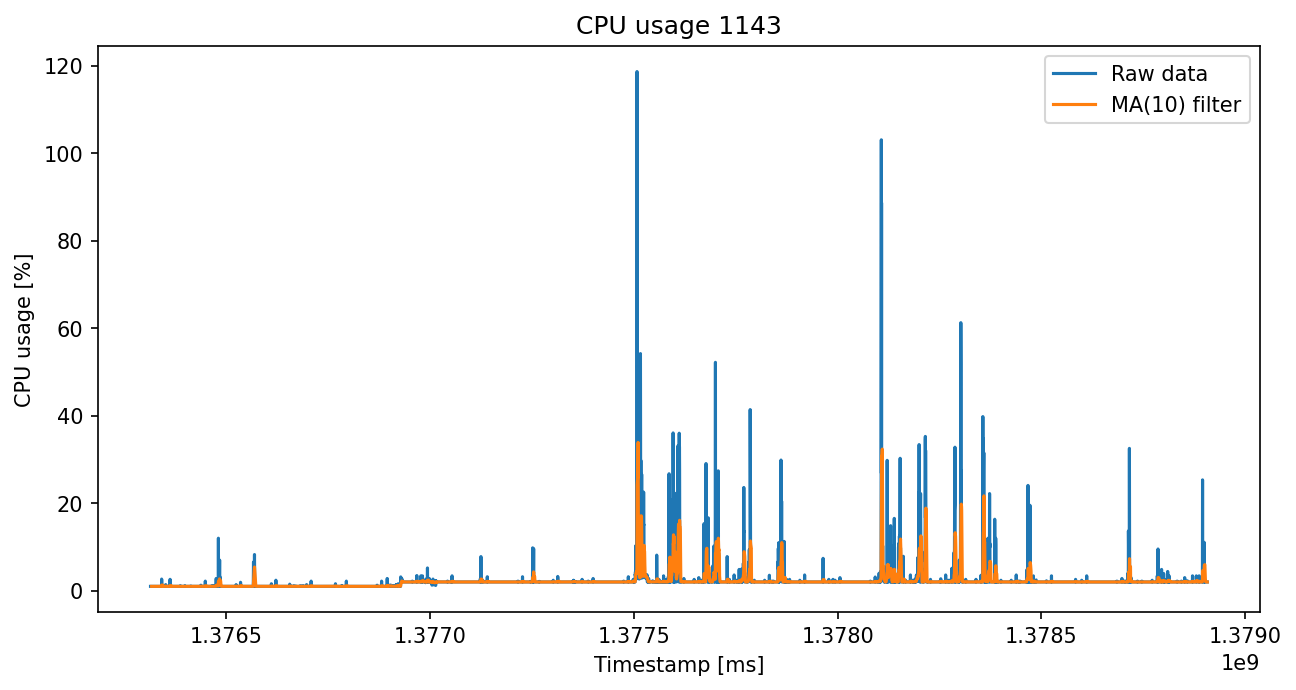 CPU usage 1143
Raw data
MA(10) filter
CPU usage [%]
120
100
80
60
40
20
0
1.3765 1.3770 1.3775 1.3780 1.3785 1.3790
1e9
Timestamp [ms]